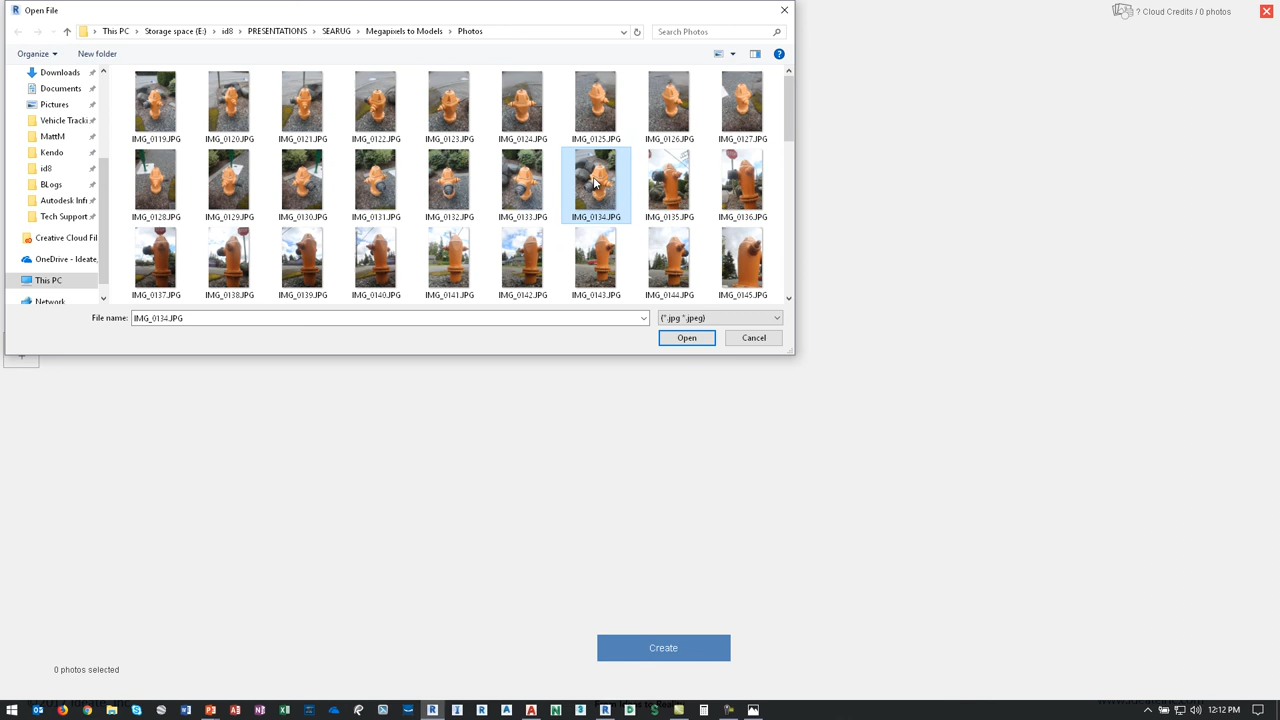 Open File
? Cloud Credits / 0 photos
This PC > Storage space (E:) > id8 > PRESENTATIONS > SEARUG > Megapixels to Models > Photos
Search Photos
Organize
New folder
Downloads
Documents
Pictures
Vehicle Tracki
MattM
Kendo
id8
BLogs
Autodesk Infi
Tech Support
Creative Cloud Fil
OneDrive - Ideate,
This PC
Network
IMG_0119.JPG IMG_0120.JPG IMG_0121.JPG IMG_0122.JPG IMG_0123.JPG IMG_0124.JPG IMG_0125.JPG IMG_0126.JPG IMG_0127.JPG
IMG_0128.JPG IMG_0129.JPG IMG_0130.JPG IMG_0131.JPG IMG_0132.JPG IMG_0133.JPG IMG_0134.JPG IMG_0135.JPG IMG_0136.JPG
IMG_0137.JPG IMG_0138.JPG IMG_0139.JPG IMG_0140.JPG IMG_0141.JPG IMG_0142.JPG IMG_0143.JPG IMG_0144.JPG IMG_0145.JPG
File name: IMG_0134.JPG
(*.jpg *.jpeg)
Open
Cancel
Create
0 photos selected
12:12 PM